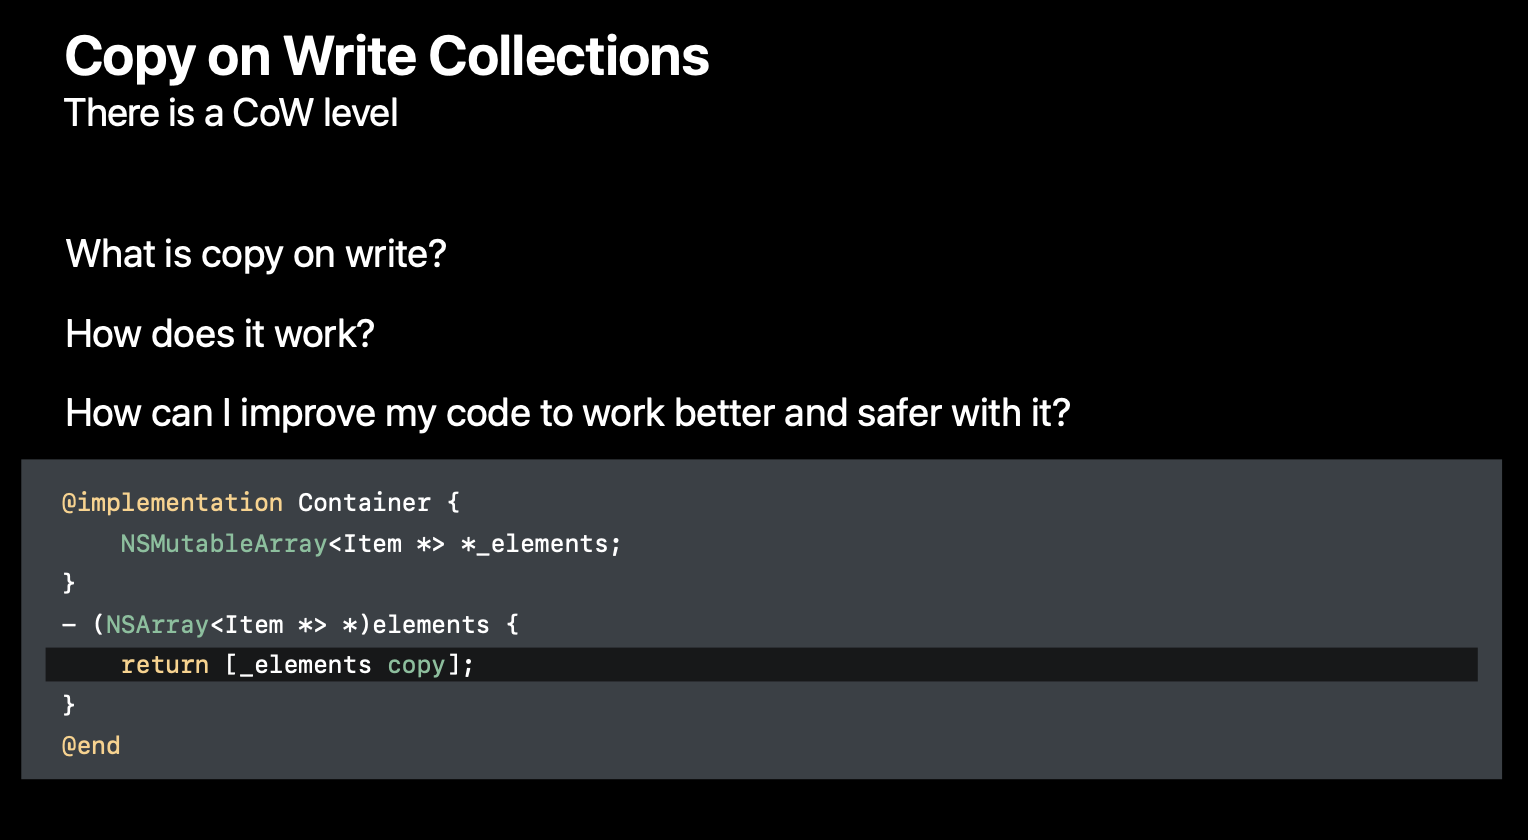 Copy on Write Collections
There is a CoW level
What is copy on write?
How does it work?
How can I improve my code to work better and safer with it?
@implementation Container {
    NSMutableArray<Item *> *_elements;
}
– (NSArray<Item *> *)elements {
    return [_elements copy];
}
@end